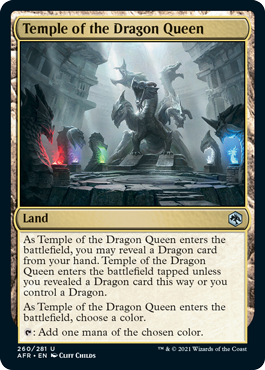 Temple of the Dragon Queen
Land
As Temple of the Dragon Queen enters the
battlefield, you may reveal a Dragon card
from your hand. Temple of the Dragon
Queen enters the battlefield tapped unless
you revealed a Dragon card this way or you
control a Dragon.
As Temple of the Dragon Queen enters the
battlefield, choose a color.
: Add one mana of the chosen color.
260/281 U
AFR • EN CLIFF CHILDS
™ & © 2021 Wizards of the Coast